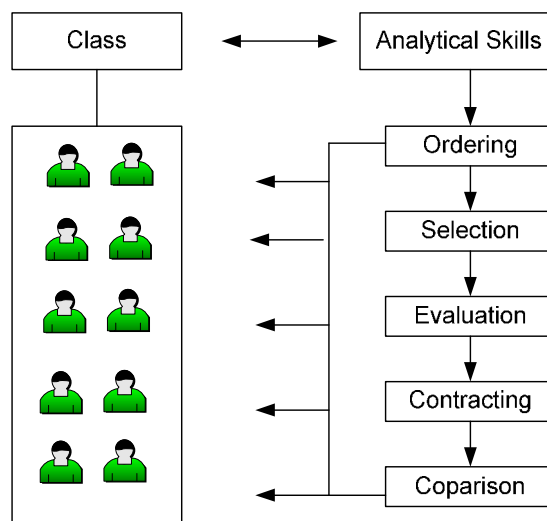 Class
Analytical Skills
Ordering
Selection
Evaluation
Contracting
Coparison